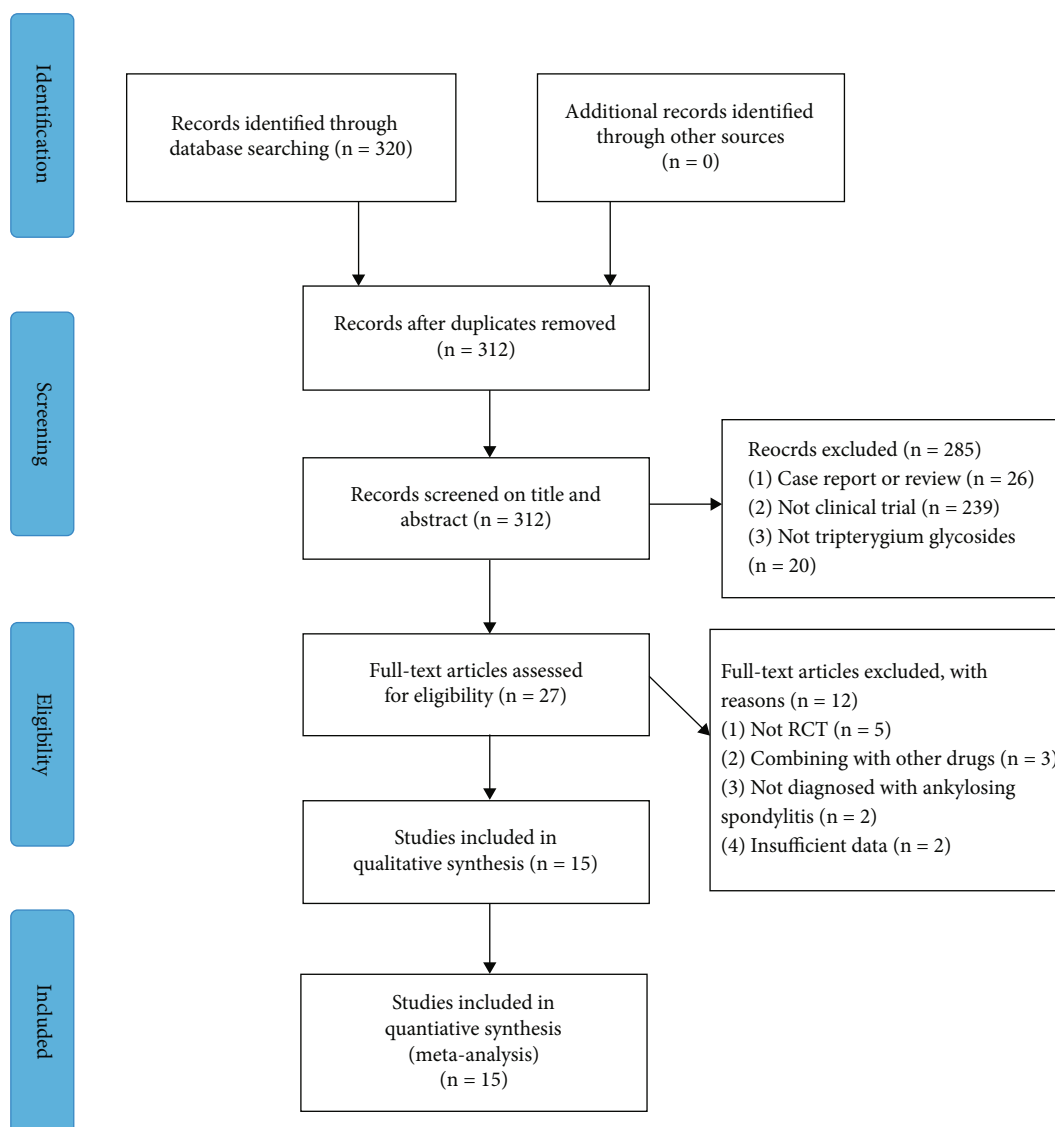 Identification
Records identified through
database searching (n = 320)
Additional records identified
through other sources
(n = 0)
Records after duplicates removed
(n = 312)
Screening
Records screened on title and
abstract (n = 312)
Reocrds excluded (n = 285)
(1) Case report or review (n = 26)
(2) Not clinical trial (n = 239)
(3) Not tripterygium glycosides
(n = 20)
Eligibility
Full-text articles assessed
for eligibility (n = 27)
Full-text articles excluded, with
reasons (n = 12)
(1) Not RCT (n = 5)
(2) Combining with other drugs (n = 3)
(3) Not diagnosed with ankylosing
spondylitis (n = 2)
(4) Insufficient data (n = 2)
Studies included in
qualitative synthesis (n = 15)
Included
Studies included in
quantiative synthesis
(meta-analysis)
(n = 15)